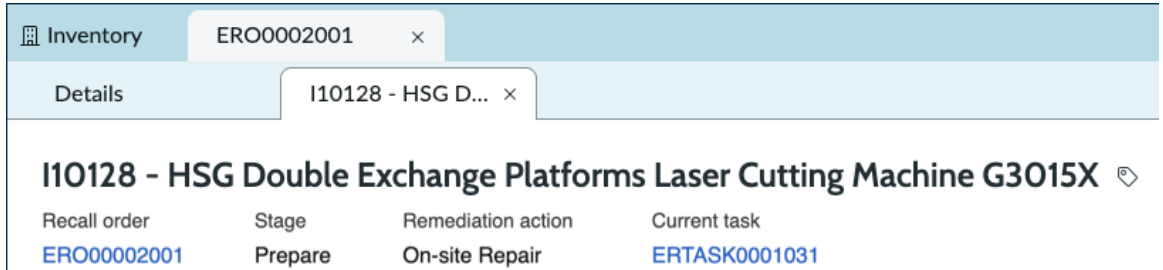 Inventory ERO0002001 ×
Details I10128 - HSG D... ×
I10128 - HSG Double Exchange Platforms Laser Cutting Machine G3015X
Recall order Stage Remediation action Current task
ERO00002001 Prepare On-site Repair ERTASK0001031